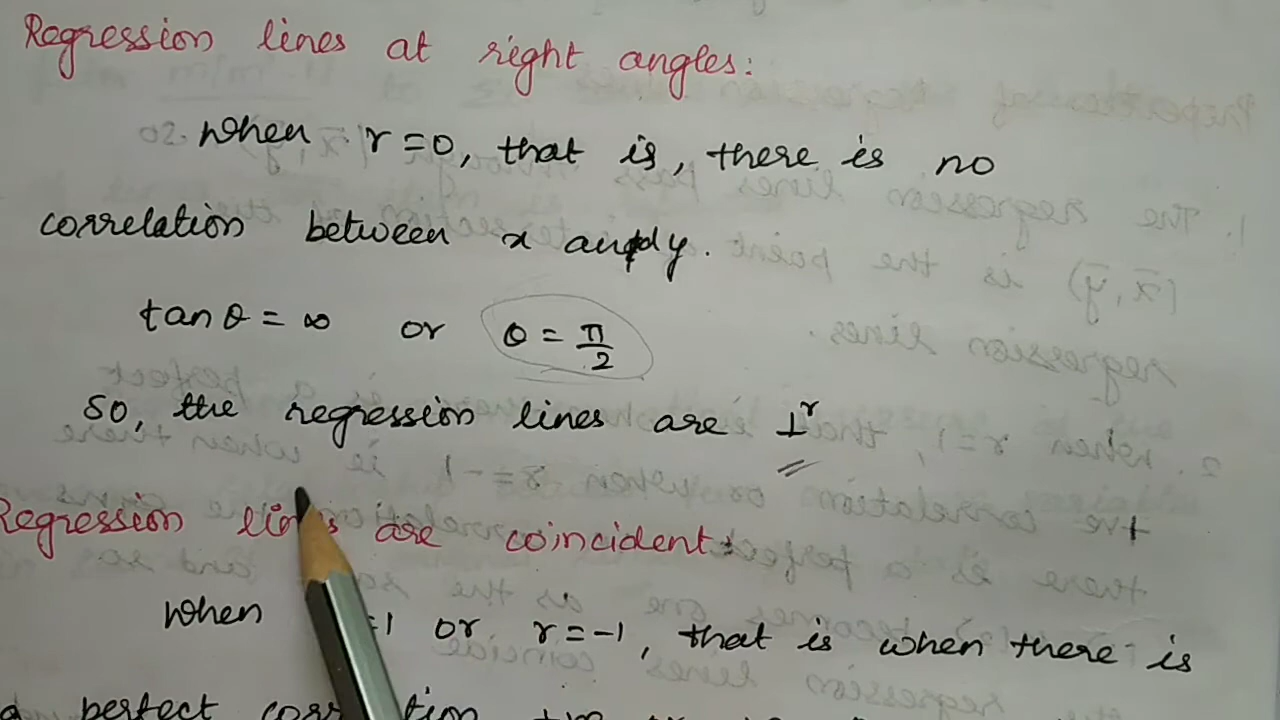 Regression lines at right angles:
when r=0, that is, there is no
correlation between x and y.
tan θ = ∞ or θ = π/2
so, the regression lines are ⊥r
Regression lines are coincident:
when =1 or r=-1, that is when there is
a perfect